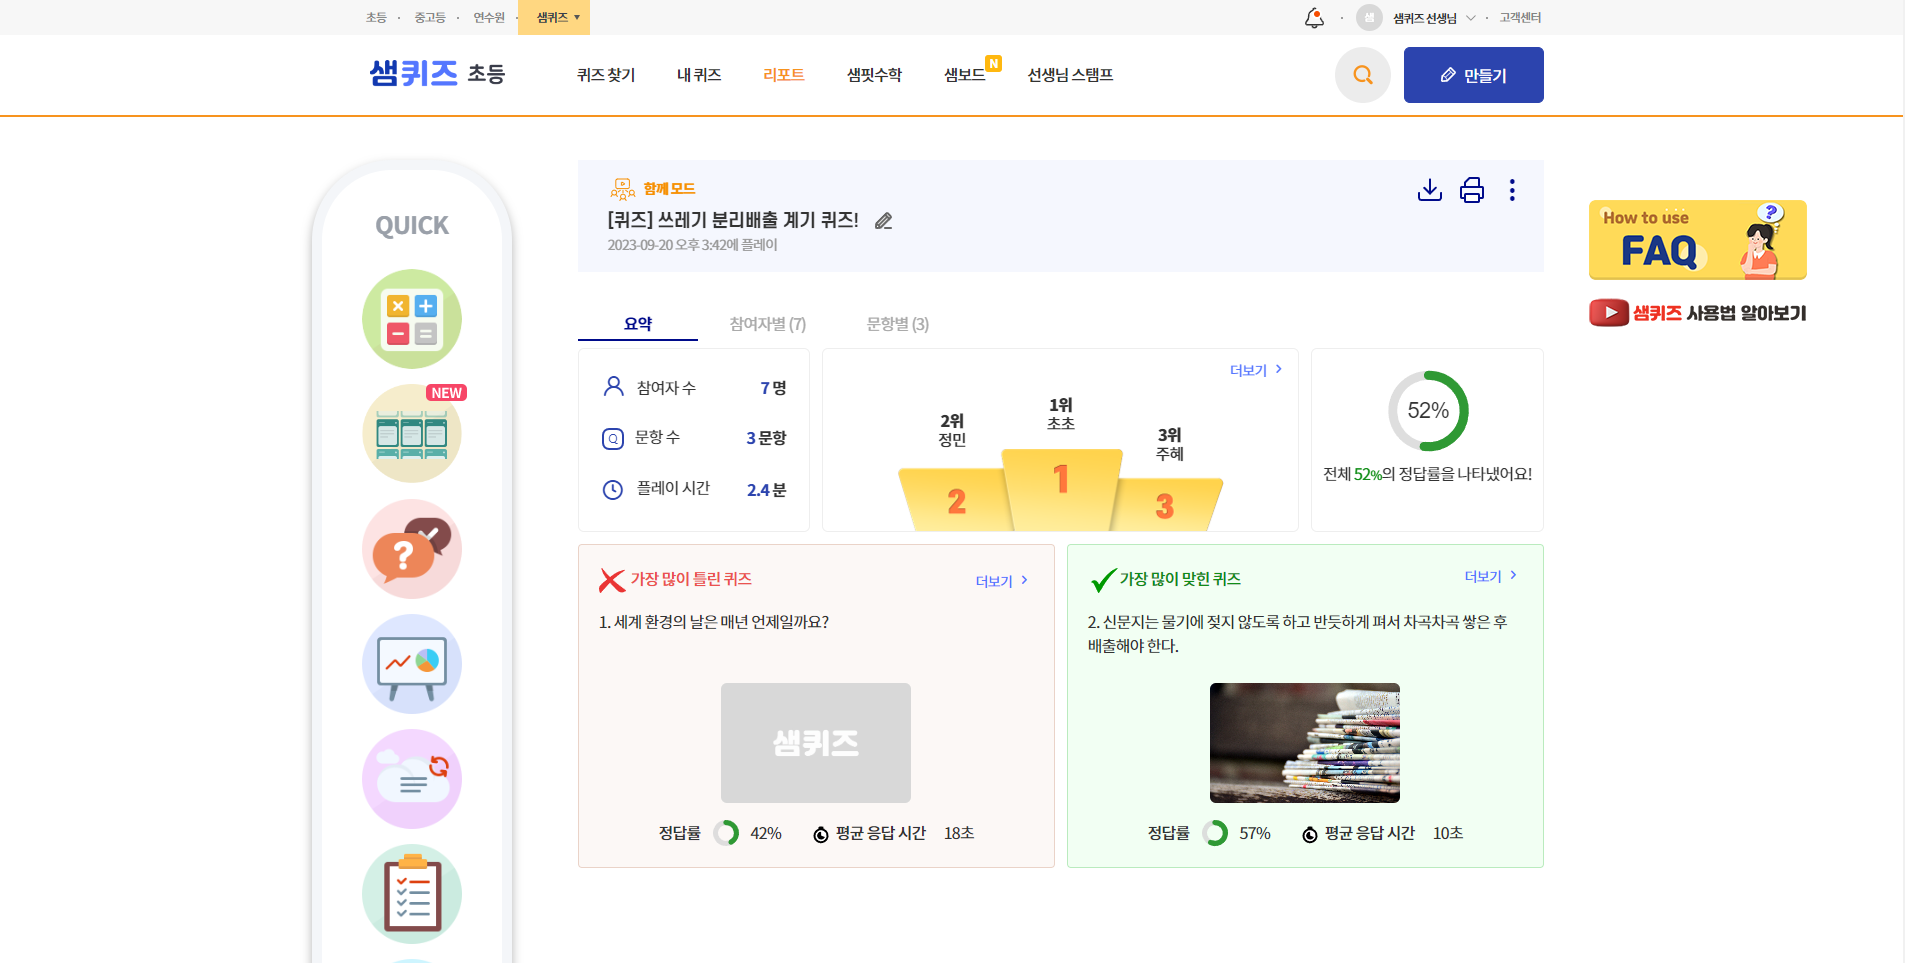 초등 · 중고등 · 연수원 · 샘퀴즈 ▾
샘 샘퀴즈 선생님 · 고객센터
샘퀴즈 초등
퀴즈 찾기 내 퀴즈 리포트 샘핏수학 샘보드 N 선생님 스탬프
만들기
QUICK
NEW
함께 모드
[퀴즈] 쓰레기 분리배출 계기 퀴즈!
2023-09-20 오후 3:42에 플레이
How to use
FAQ
샘퀴즈 사용법 알아보기
요약 참여자별 (7) 문항별 (3)
참여자 수 7 명
Q 문항 수 3 문항
플레이 시간 2.4 분
더보기
1위
초초
2위
정민
3위
주혜
2 1 3
52%
전체 52%의 정답률을 나타냈어요!
가장 많이 틀린 퀴즈 더보기
1. 세계 환경의 날은 매년 언제일까요?
샘퀴즈
정답률 42% 평균 응답 시간 18초
가장 많이 맞힌 퀴즈 더보기
2. 신문지는 물기에 젖지 않도록 하고 반듯하게 펴서 차곡차곡 쌓은 후
배출해야 한다.
정답률 57% 평균 응답 시간 10초